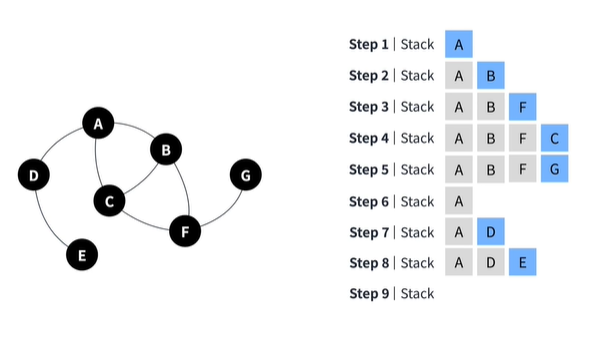 A
B
D
G
C
F
E
Step 1 | Stack A
Step 2 | Stack A B
Step 3 | Stack A B F
Step 4 | Stack A B F C
Step 5 | Stack A B F G
Step 6 | Stack A
Step 7 | Stack A D
Step 8 | Stack A D E
Step 9 | Stack